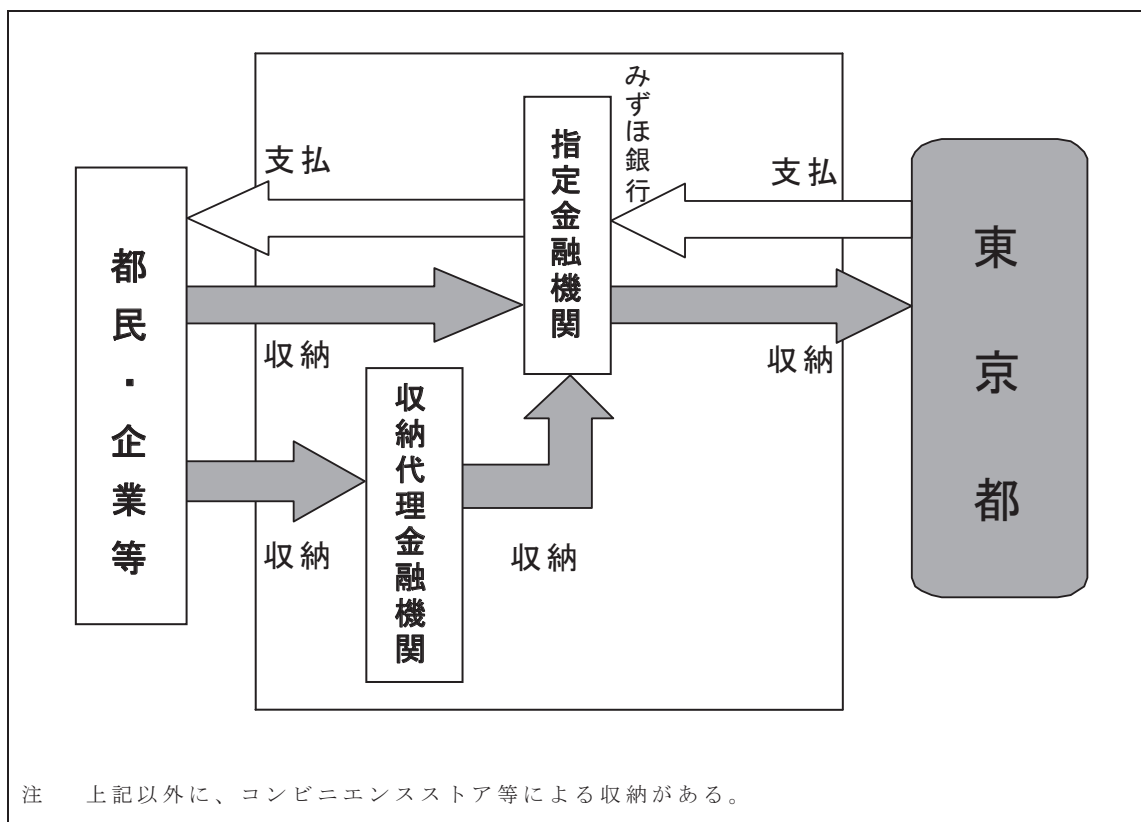 みずほ銀行
指定金融機関
支払
支払
都民・企業等
東京都
収納
収納
収納代理金融機関
収納
収納
注　上記以外に、コンビニエンスストア等による収納がある。